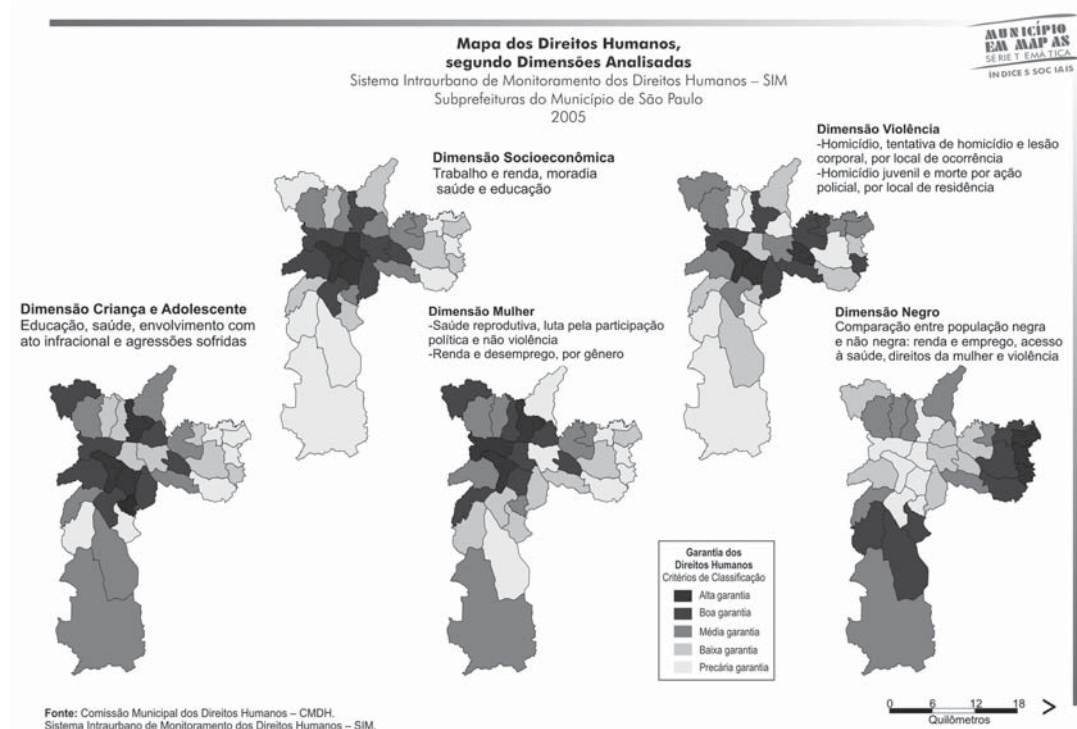 Mapa dos Direitos Humanos,
segundo Dimensões Analisadas
Sistema Intraurbano de Monitoramento dos Direitos Humanos – SIM
Subprefeituras do Município de São Paulo
2005
MUNICÍPIO
EM MAPAS
SÉRIE TEMÁTICA
ÍNDICES SOCIAIS
Dimensão Socioeconômica
Trabalho e renda, moradia
saúde e educação
Dimensão Violência
-Homicídio, tentativa de homicídio e lesão
corporal, por local de ocorrência
-Homicídio juvenil e morte por ação
policial, por local de residência
Dimensão Criança e Adolescente
Educação, saúde, envolvimento com
ato infracional e agressões sofridas
Dimensão Mulher
-Saúde reprodutiva, luta pela participação
política e não violência
-Renda e desemprego, por gênero
Dimensão Negro
Comparação entre população negra
e não negra: renda e emprego, acesso
à saúde, direitos da mulher e violência
Garantia dos
Direitos Humanos
Critérios de Classificação
Alta garantia
Boa garantia
Média garantia
Baixa garantia
Precária garantia
Fonte: Comissão Municipal dos Direitos Humanos – CMDH.
Sistema Intraurbano de Monitoramento dos Direitos Humanos – SIM.
0 6 12 18
Quilômetros